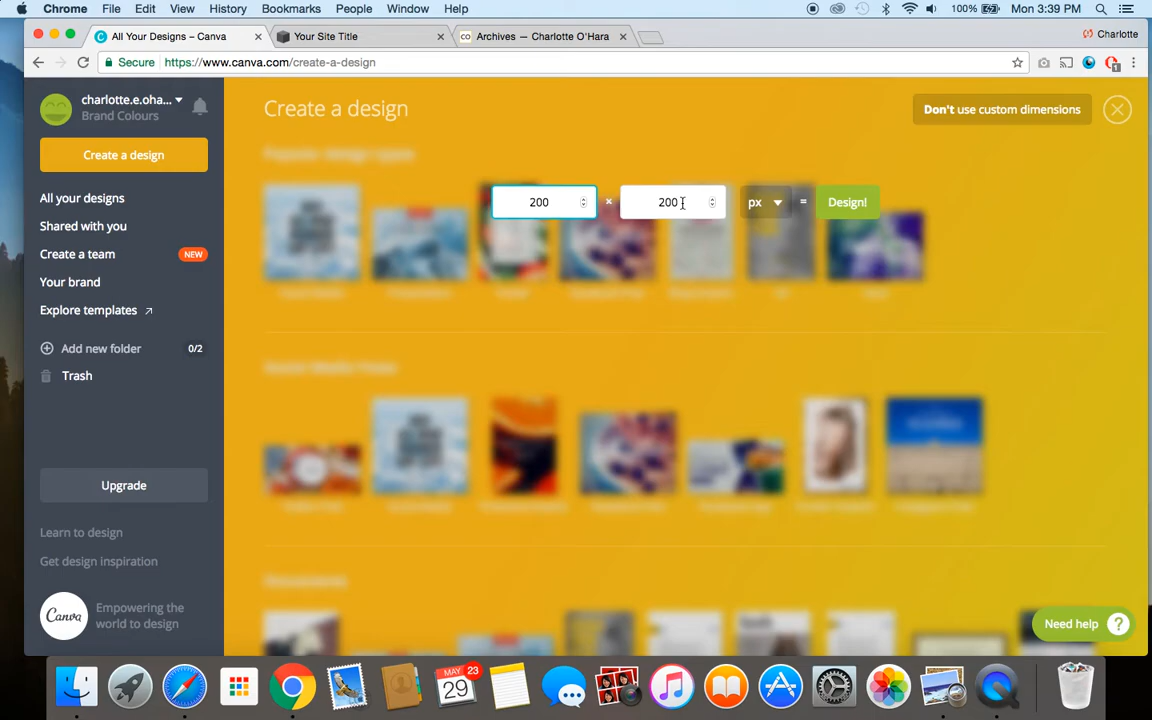 Chrome File Edit View History Bookmarks People Window Help 100% Mon 3:39 PM
All Your Designs – Canva Your Site Title CO Archives — Charlotte O'Hara Charlotte
Secure https://www.canva.com/create-a-design
charlotte.e.oha...
Brand Colours
Create a design
All your designs
Shared with you
Create a team NEW
Your brand
Explore templates
Add new folder 0/2
Trash
Upgrade
Learn to design
Get design inspiration
Canva Empowering the
world to design
Create a design
Don't use custom dimensions
200 × 200 px = Design!
Need help ?
MAY 23
29